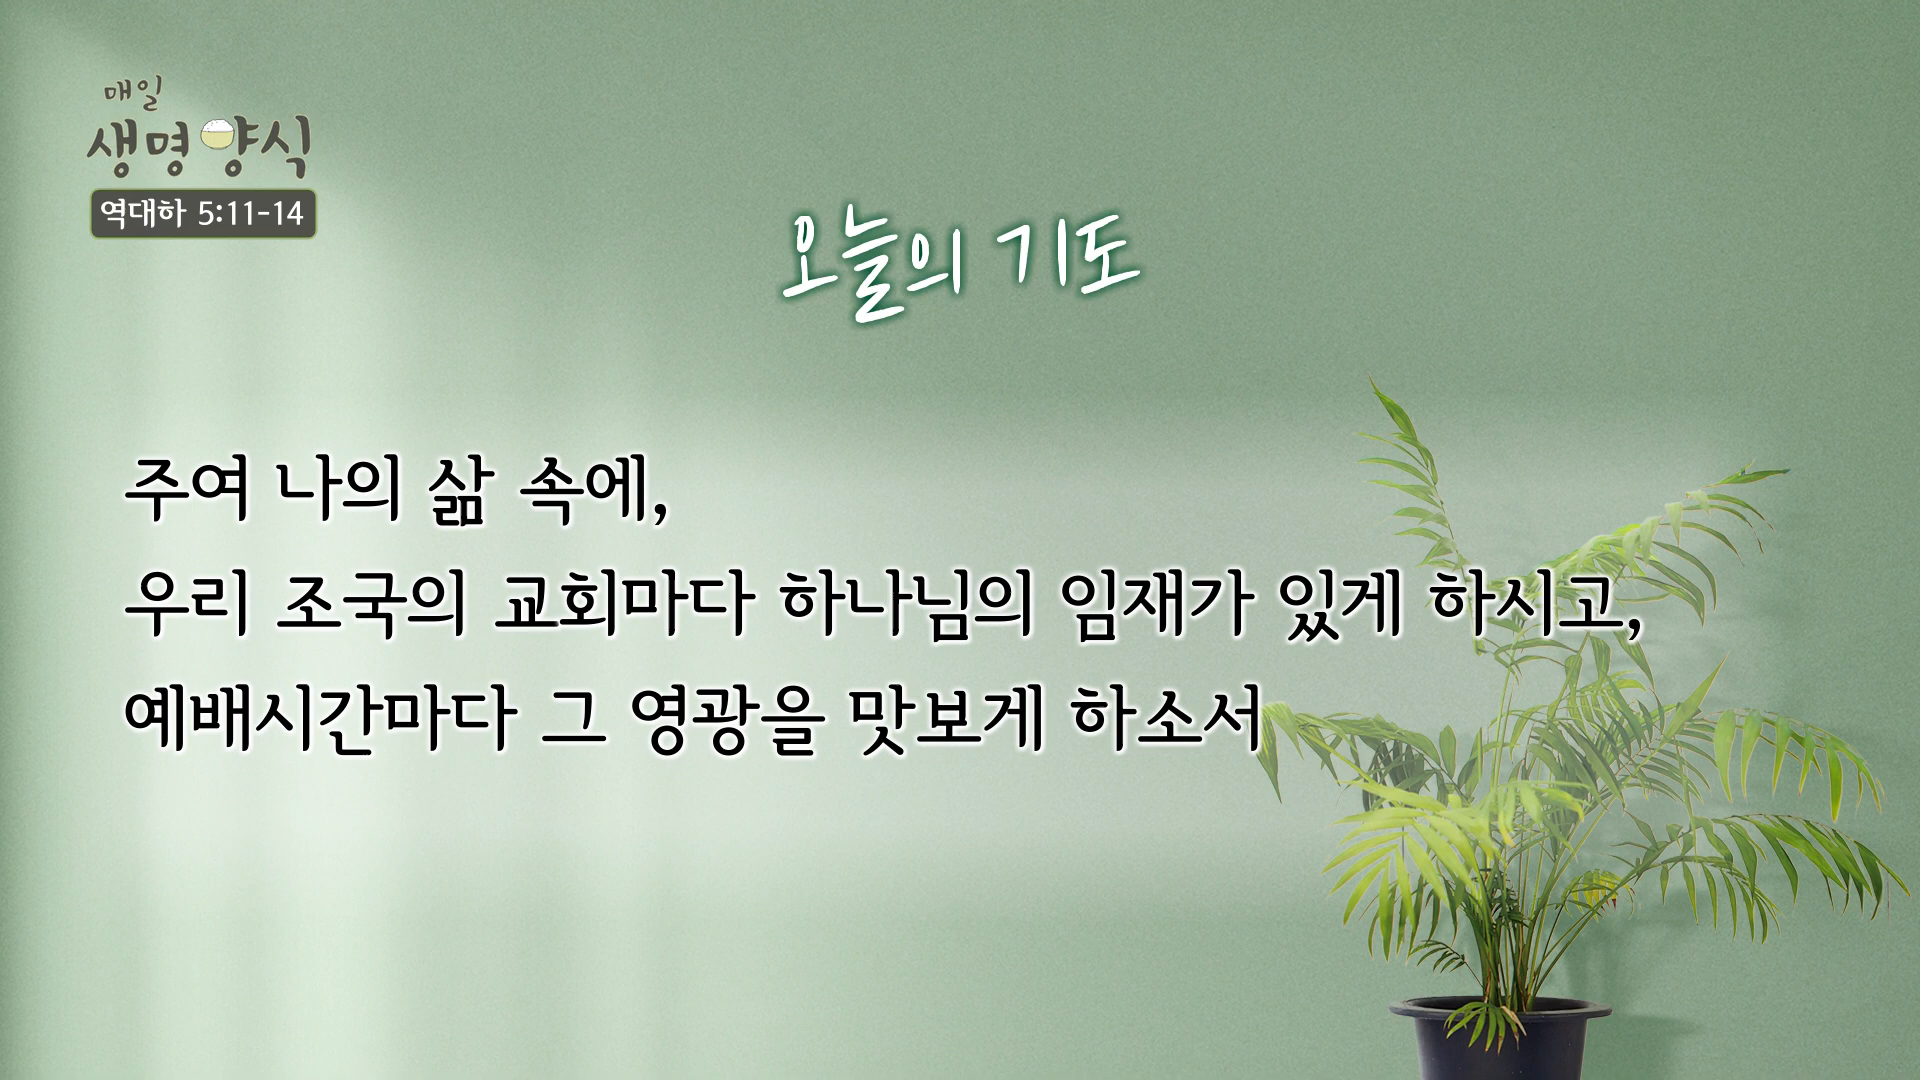 매일
생명양식
역대하 5:11-14
오늘의 기도
주여 나의 삶 속에,
우리 조국의 교회마다 하나님의 임재가 있게 하시고,
예배시간마다 그 영광을 맛보게 하소서